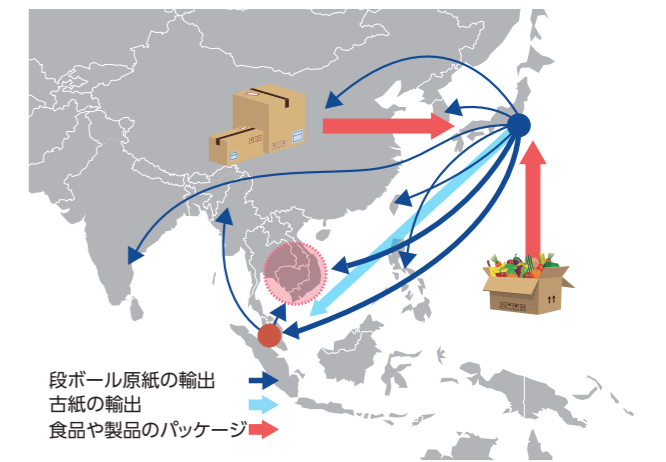 段ボール原紙の輸出
古紙の輸出
食品や製品のパッケージ